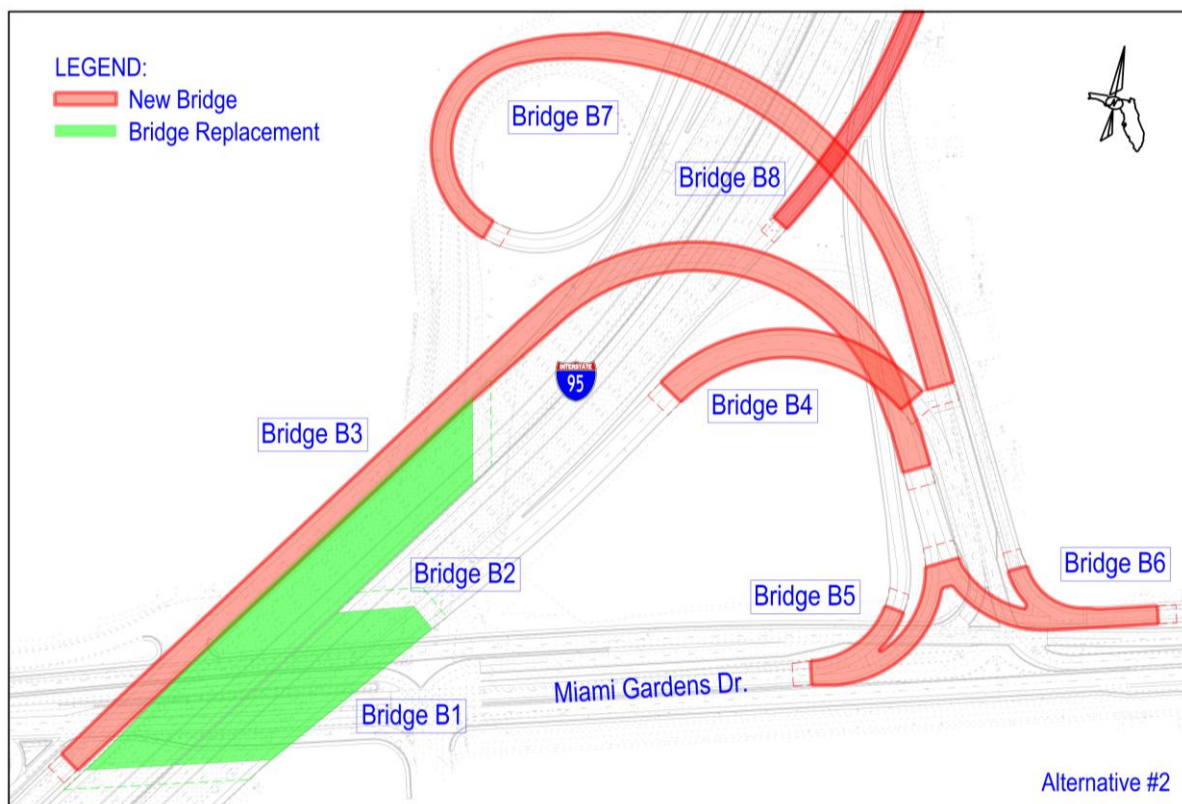 LEGEND:
New Bridge
Bridge Replacement
Bridge B7
Bridge B8
INTERSTATE
95
Bridge B4
Bridge B3
Bridge B2
Bridge B5
Bridge B6
Miami Gardens Dr.
Bridge B1
Alternative #2